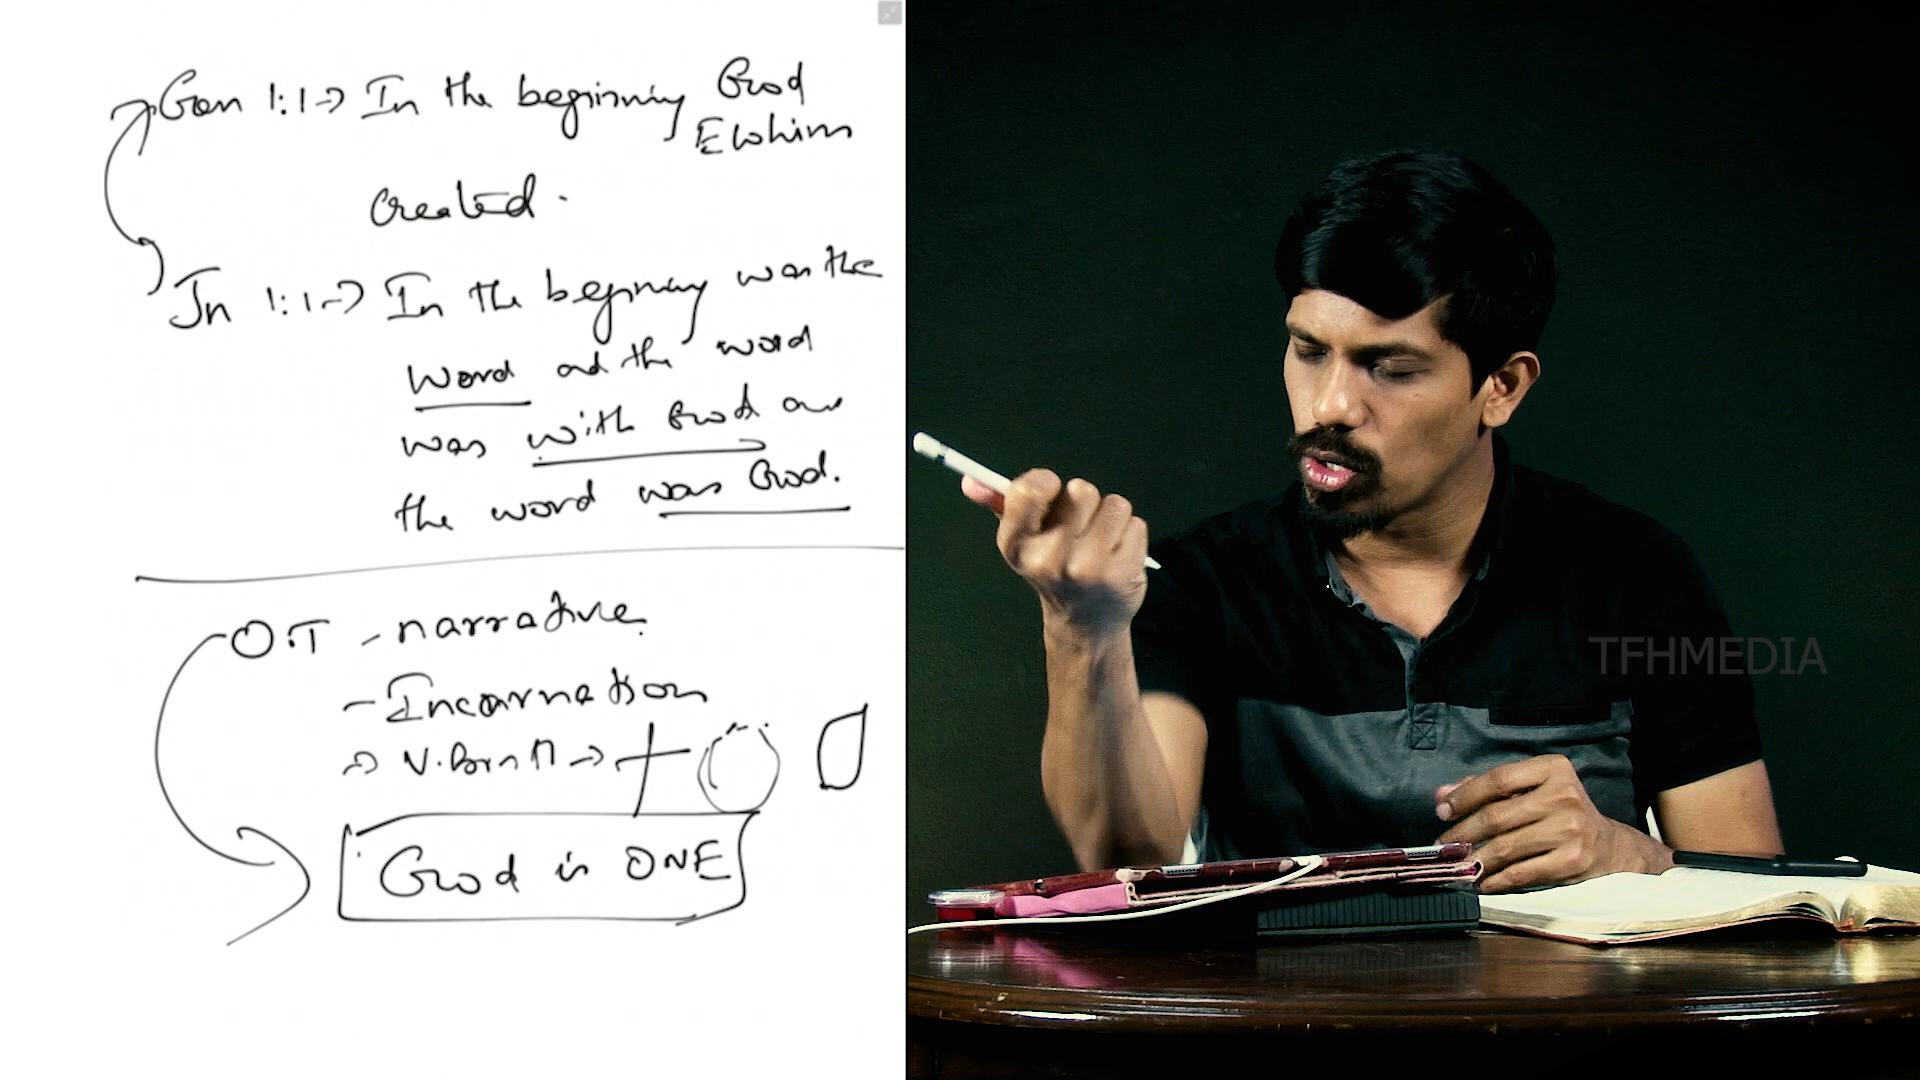 Gen 1:1 → In the beginning God
Elohim
Created.
Jn 1:1 → In the beginning was the
Word and the word
was with God and
the word was God.
O.T - narrative.
- Incarnation
→ V. Birth → +
God is ONE
TFHMEDIA